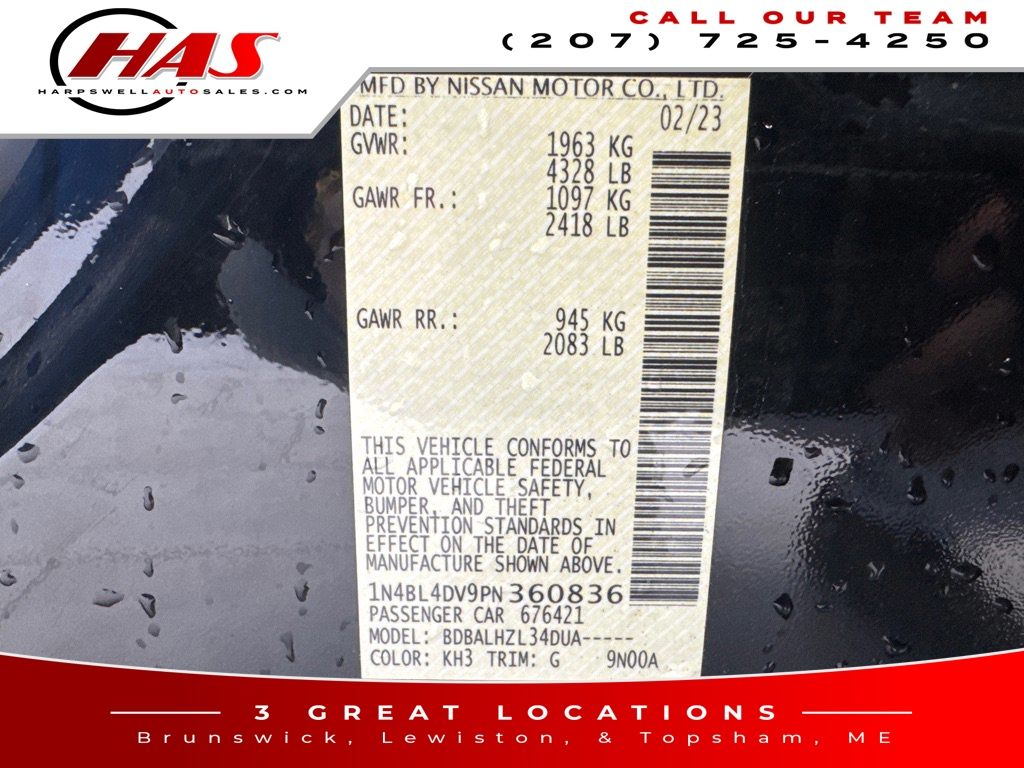 HAS
HARPSWELLAUTOSALES.COM
CALL OUR TEAM
(207) 725-4250
MFD BY NISSAN MOTOR CO., LTD.
DATE: 02/23
GVWR: 1963 KG
4328 LB
GAWR FR.: 1097 KG
2418 LB
GAWR RR.: 945 KG
2083 LB
THIS VEHICLE CONFORMS TO
ALL APPLICABLE FEDERAL
MOTOR VEHICLE SAFETY,
BUMPER, AND THEFT
PREVENTION STANDARDS IN
EFFECT ON THE DATE OF
MANUFACTURE SHOWN ABOVE.
1N4BL4DV9PN360836
PASSENGER CAR 676421
MODEL: BDBALHZL34DUA-----
COLOR: KH3 TRIM: G 9N00A
3 GREAT LOCATIONS
Brunswick, Lewiston, & Topsham, ME